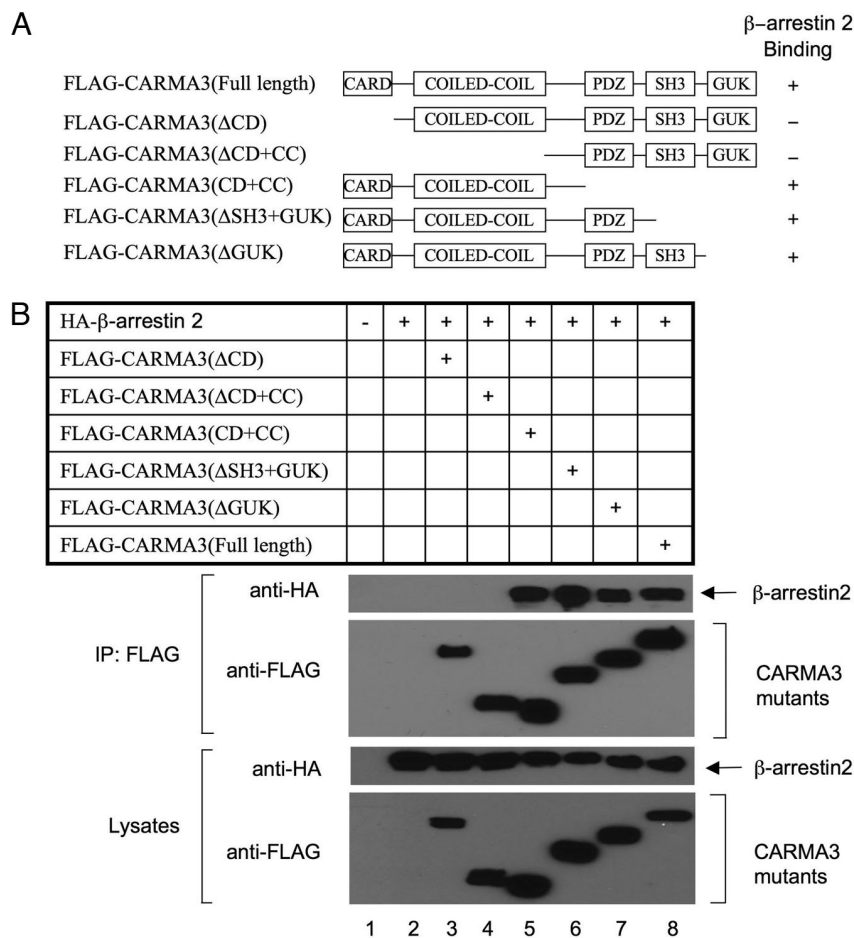 A
β–arrestin 2
Binding
FLAG-CARMA3(Full length) CARD COILED-COIL PDZ SH3 GUK +
FLAG-CARMA3(ΔCD) COILED-COIL PDZ SH3 GUK –
FLAG-CARMA3(ΔCD+CC) PDZ SH3 GUK –
FLAG-CARMA3(CD+CC) CARD COILED-COIL +
FLAG-CARMA3(ΔSH3+GUK) CARD COILED-COIL PDZ +
FLAG-CARMA3(ΔGUK) CARD COILED-COIL PDZ SH3 +
B
HA-β-arrestin 2 - + + + + + + +
FLAG-CARMA3(ΔCD) +
FLAG-CARMA3(ΔCD+CC) +
FLAG-CARMA3(CD+CC) +
FLAG-CARMA3(ΔSH3+GUK) +
FLAG-CARMA3(ΔGUK) +
FLAG-CARMA3(Full length) +
anti-HA β-arrestin2
IP: FLAG
anti-FLAG CARMA3
mutants
anti-HA β-arrestin2
Lysates
anti-FLAG CARMA3
mutants
1 2 3 4 5 6 7 8